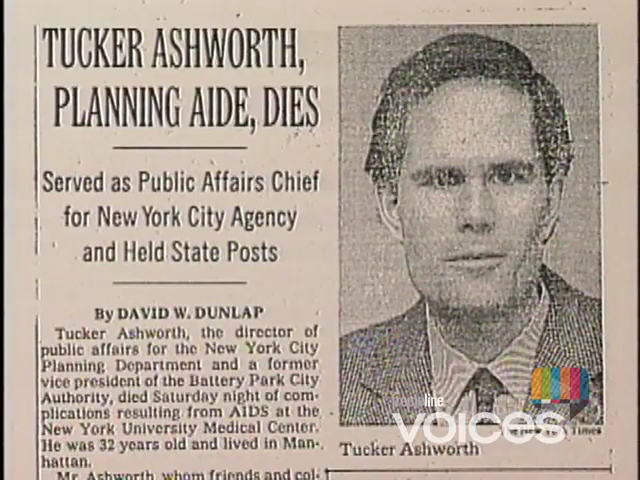 TUCKER ASHWORTH,
PLANNING AIDE, DIES
Served as Public Affairs Chief
for New York City Agency
and Held State Posts
By DAVID W. DUNLAP
Tucker Ashworth, the director of
public affairs for the New York City
Planning Department and a former
vice president of the Battery Park City
Authority, died Saturday night of com-
plications resulting from AIDS at the
New York University Medical Center.
He was 32 years old and lived in Man-
hattan.
Mr. Ashworth, whom friends and col-
New York Times
Tucker Ashworth
line
voices